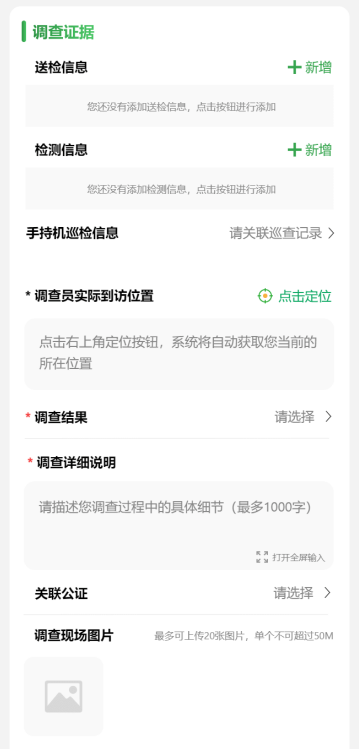 调查证据
送检信息 新增
您还没有添加送检信息，点击按钮进行添加
检测信息 新增
您还没有添加检测信息，点击按钮进行添加
手持机巡检信息 请关联巡查记录 >
* 调查员实际到访位置 点击定位
点击右上角定位按钮，系统将自动获取您当前的
所在位置
* 调查结果 请选择 >
* 调查详细说明
请描述您调查过程中的具体细节（最多1000字）
打开全屏输入
关联公证 请选择 >
调查现场图片 最多可上传20张图片，单个不可超过50M